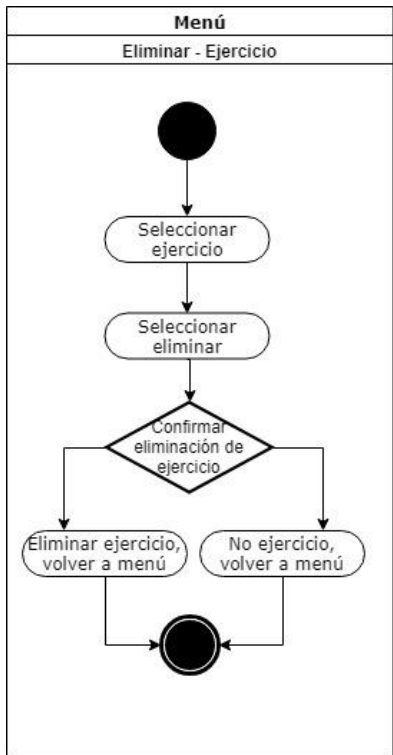 Menú
Eliminar - Ejercicio
Seleccionar
ejercicio
Seleccionar
eliminar
Confirmar
eliminación de
ejercicio
Eliminar ejercicio,
volver a menú
No ejercicio,
volver a menú